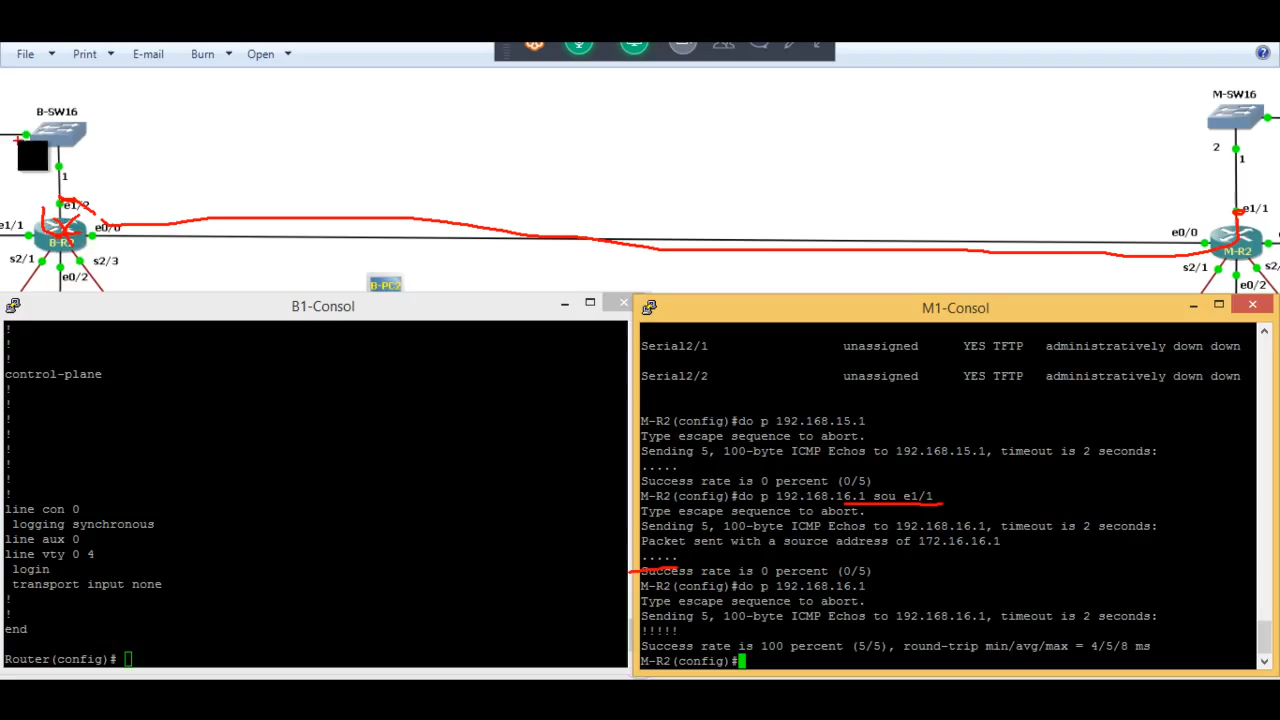 File Print E-mail Burn Open
B-SW16
M-SW16
1
2
1
e1/2
e1/1
e1/1
e0/0
e0/0
M-R2
s2/1
s2/3
s2/1
e0/2
e0/2
B-PC2
B1-Consol
!
!
!
control-plane
!
!
!
!
!
!
!
!
line con 0
logging synchronous
line aux 0
line vty 0 4
login
transport input none
!
!
end
Router(config)#
M1-Consol
Serial2/1 unassigned YES TFTP administratively down down
Serial2/2 unassigned YES TFTP administratively down down
M-R2(config)#do p 192.168.15.1
Type escape sequence to abort.
Sending 5, 100-byte ICMP Echos to 192.168.15.1, timeout is 2 seconds:
.....
Success rate is 0 percent (0/5)
M-R2(config)#do p 192.168.16.1 sou e1/1
Type escape sequence to abort.
Sending 5, 100-byte ICMP Echos to 192.168.16.1, timeout is 2 seconds:
Packet sent with a source address of 172.16.16.1
.....
Success rate is 0 percent (0/5)
M-R2(config)#do p 192.168.16.1
Type escape sequence to abort.
Sending 5, 100-byte ICMP Echos to 192.168.16.1, timeout is 2 seconds:
!!!!!
Success rate is 100 percent (5/5), round-trip min/avg/max = 4/5/8 ms
M-R2(config)#